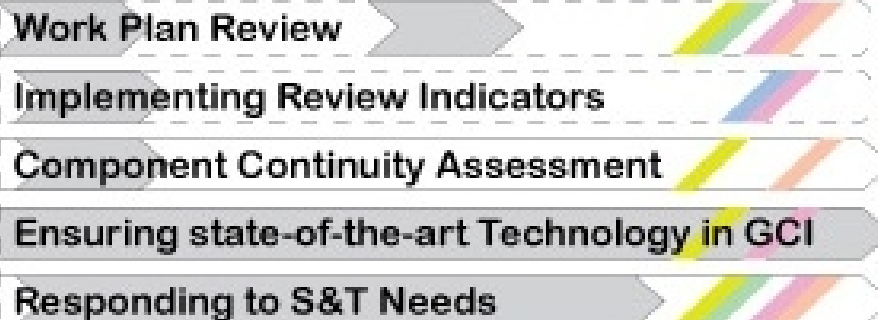 Work Plan Review
Implementing Review Indicators
Component Continuity Assessment
Ensuring state-of-the-art Technology in GCI
Responding to S&T Needs